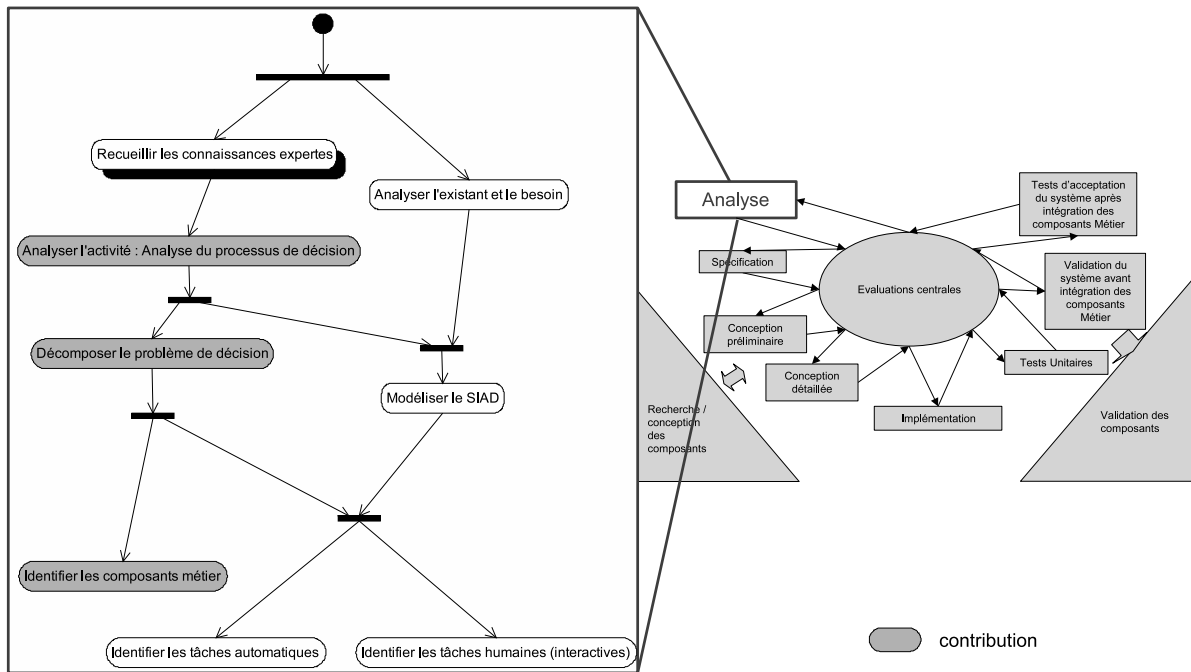 Recueillir les connaissances expertes
Analyser l'existant et le besoin
Analyser l'activité : Analyse du processus de décision
Décomposer le problème de décision
Modéliser le SIAD
Identifier les composants métier
Identifier les tâches automatiques
Identifier les tâches humaines (interactives)
Analyse
Tests d'acceptation
du système après
intégration des
composants Métier
Spécification
Evaluations centrales
Validation du
système avant
intégration des
composants
Métier
Conception
préliminaire
Tests Unitaires
Conception
détaillée
Implémentation
Recherche /
conception
des
composants
Validation des
composants
contribution